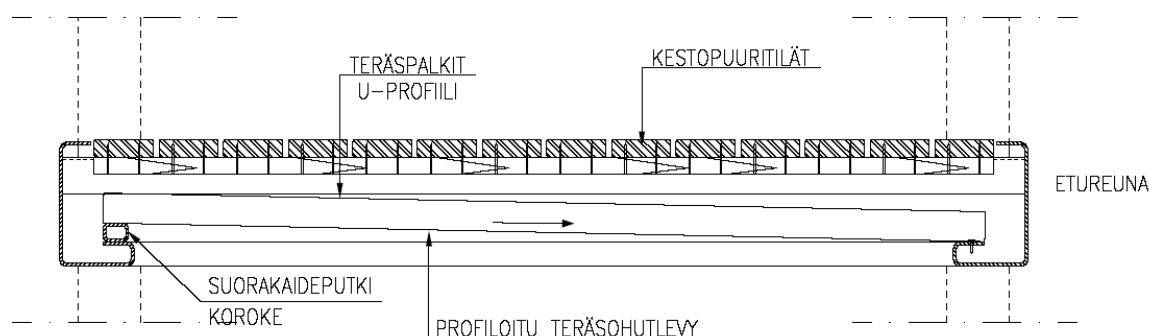 TERÄSPALKIT
U-PROFIILI
KESTOPUURITILÄT
ETUREUNA
SUORAKAIDEPUTKI
KOROKE
PROFILOITU TERÄSOHUTLEVY